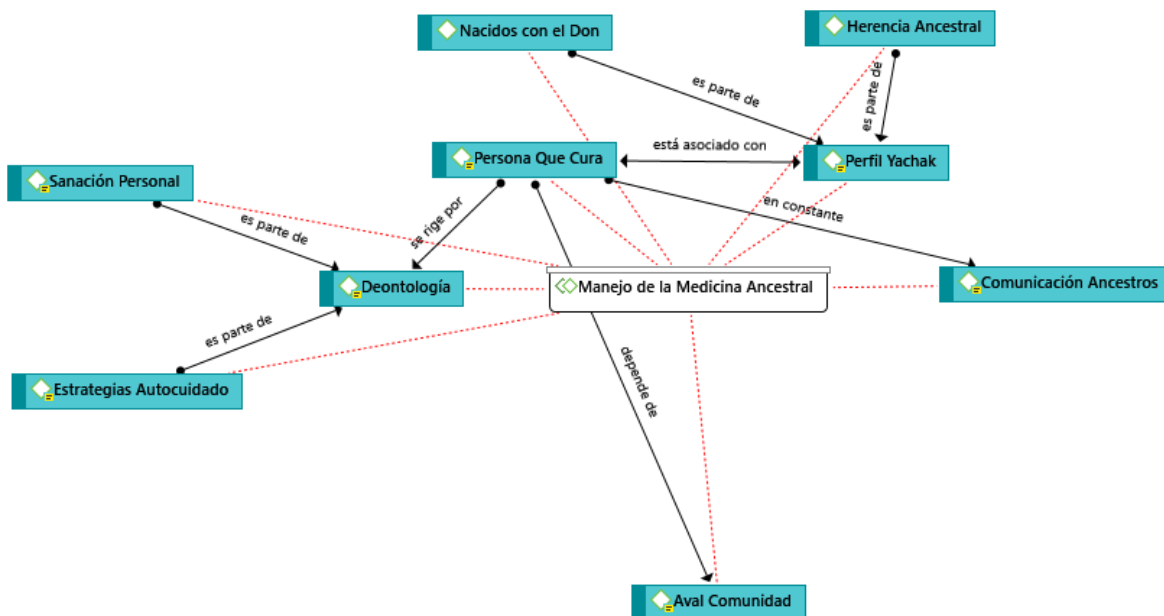 Nacidos con el Don
Herencia Ancestral
es parte de
es parte de
está asociado con
Persona Que Cura
Perfil Yachak
Sanación Personal
en constante
es parte de
se rige por
Deontología
Manejo de la Medicina Ancestral
Comunicación Ancestros
es parte de
depende de
Estrategias Autocuidado
Aval Comunidad